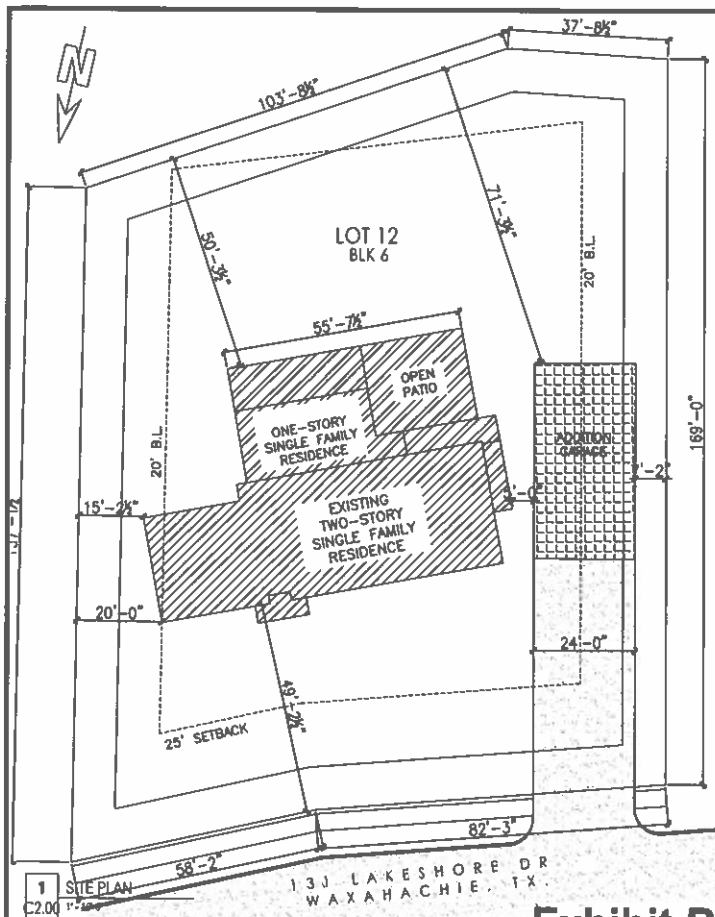 37'-8½"
N
103'-8½"
50'-3½"
71'-3½"
LOT 12
BLK 6
20' B.L.
55'-7½"
OPEN
PATIO
ONE-STORY
SINGLE FAMILY
RESIDENCE
20' B.L.
ADDITION
GARAGE
169'-0"
15'-2½"
EXISTING
TWO-STORY
SINGLE FAMILY
RESIDENCE
20'-0"
24'-0"
49'-2½"
25' SETBACK
82'-3"
58'-2"
1 SITE PLAN
C2.00
LAKESHORE DR
WAXAHACHIE, TX.
Exhibit